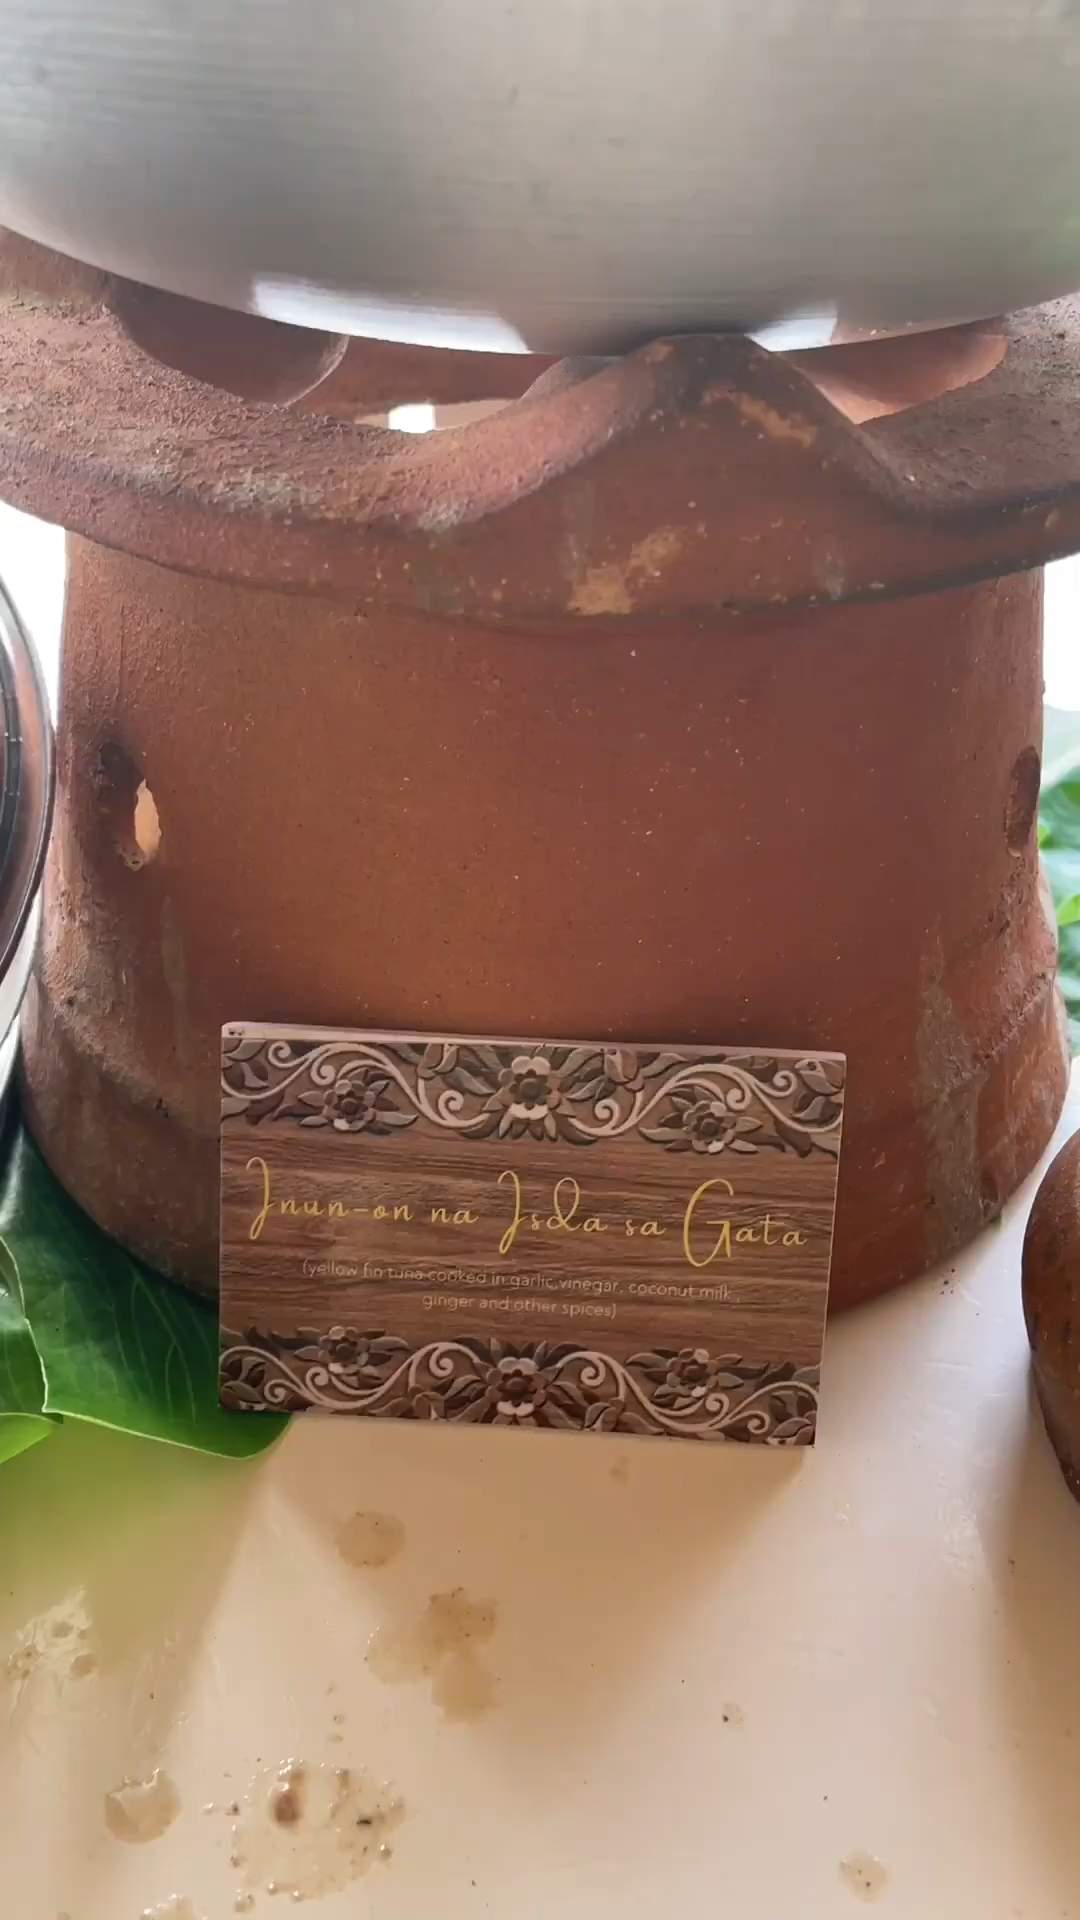 Inun-on na Isda sa Gata
(yellow fin tuna cooked in garlic,vinegar, coconut milk,
ginger and other spices)